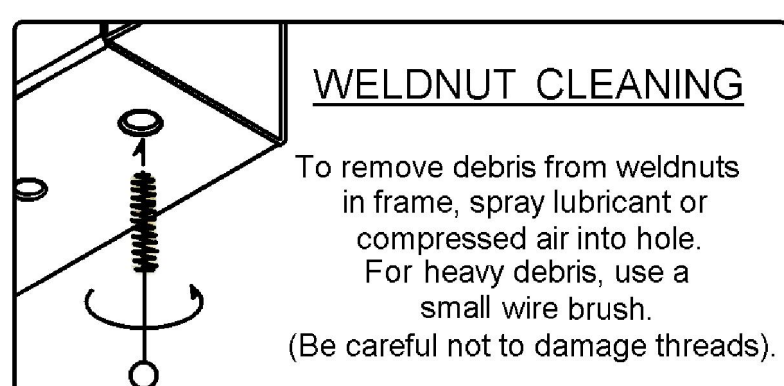 WELDNUT CLEANING
To remove debris from weldnuts
in frame, spray lubricant or
compressed air into hole.
For heavy debris, use a
small wire brush.
(Be careful not to damage threads).